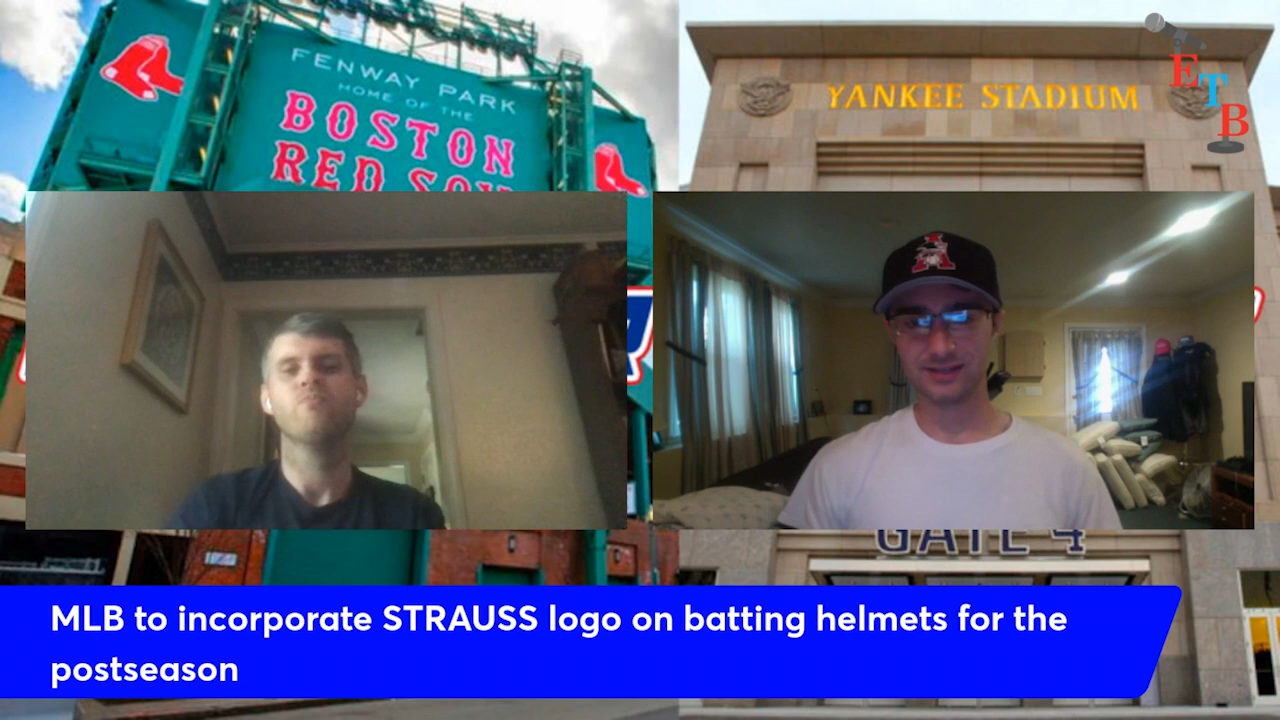 FENWAY PARK
HOME OF THE
BOSTON
RED SOX
YANKEE STADIUM
ETB
A
GATE 4
MLB to incorporate STRAUSS logo on batting helmets for the
postseason